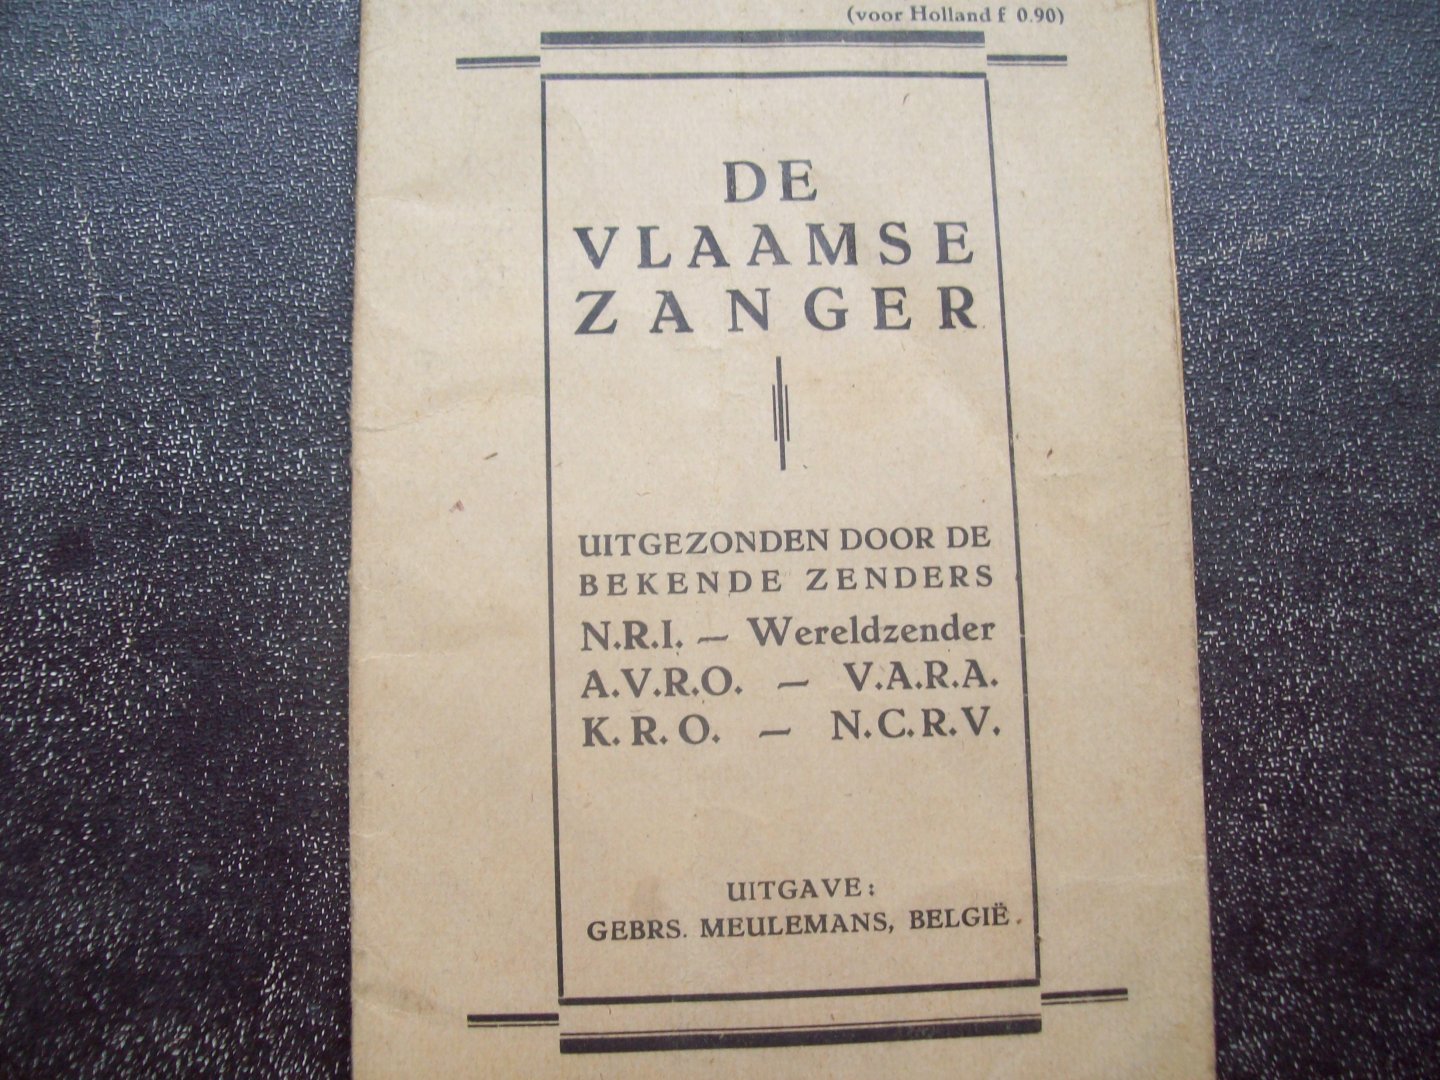 (voor Holland f 0.90)
DE
VLAAMSE
ZANGER
UITGEZONDEN DOOR DE
BEKENDE ZENDERS
N.R.I. — Wereldzender
A.V.R.O. — V.A.R.A.
K.R.O. — N.C.R.V.
UITGAVE:
GEBRS. MEULEMANS, BELGIË.